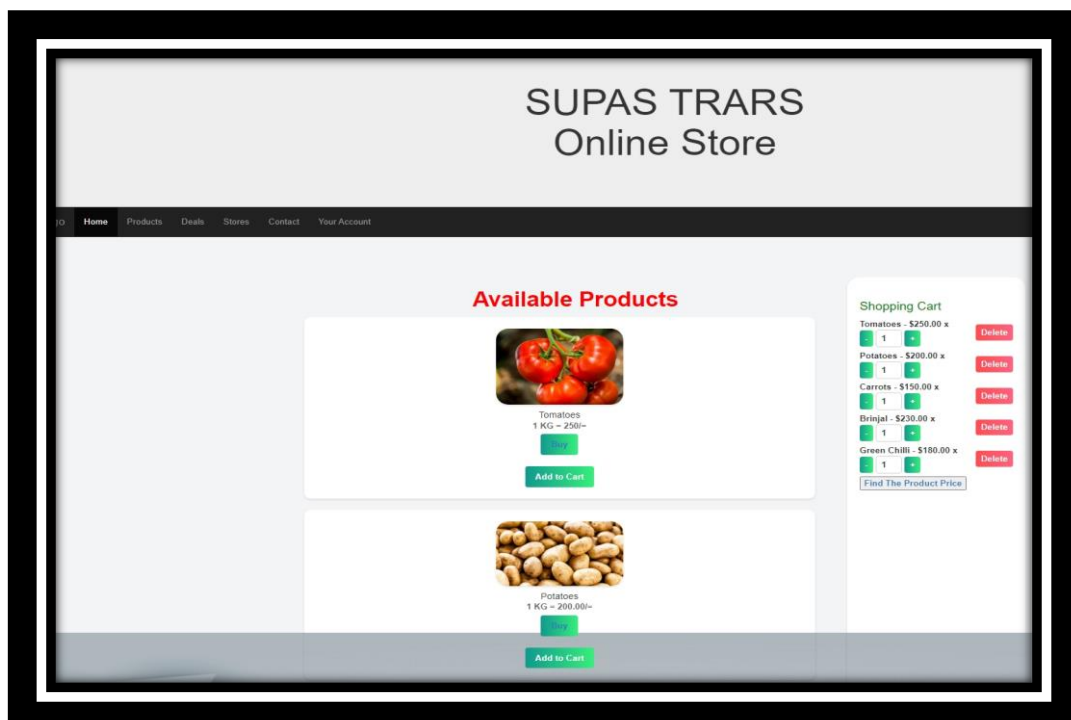 SUPAS TRARS
Online Store
go Home Products Deals Stores Contact Your Account
Available Products
Tomatoes
1 KG – 250/–
Buy
Add to Cart
Potatoes
1 KG – 200.00/–
Buy
Add to Cart
Shopping Cart
Tomatoes - $250.00 x
- 1 + Delete
Potatoes - $200.00 x
- 1 + Delete
Carrots - $150.00 x
- 1 + Delete
Brinjal - $230.00 x
- 1 + Delete
Green Chilli - $180.00 x
- 1 + Delete
Find The Product Price